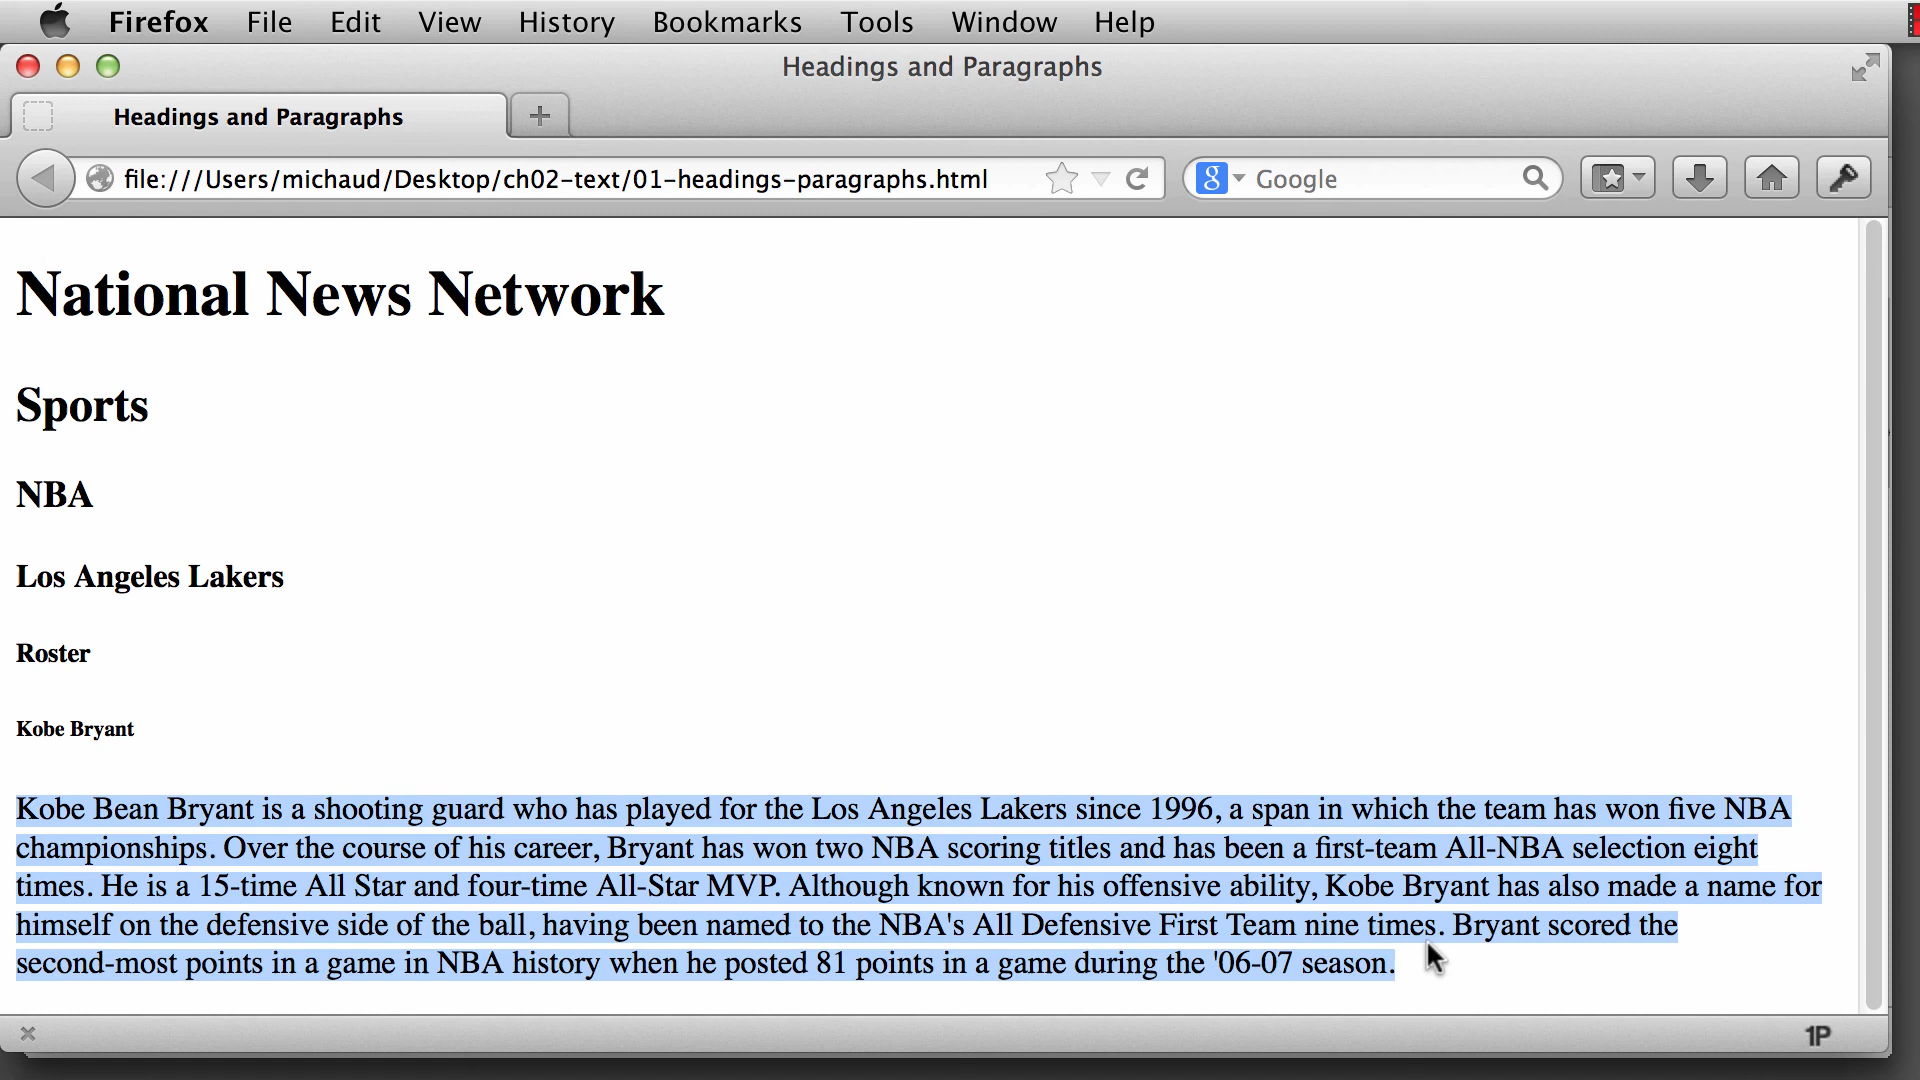 Firefox File Edit View History Bookmarks Tools Window Help
Headings and Paragraphs
Headings and Paragraphs
file:///Users/michaud/Desktop/ch02-text/01-headings-paragraphs.html Google
National News Network
Sports
NBA
Los Angeles Lakers
Roster
Kobe Bryant
Kobe Bean Bryant is a shooting guard who has played for the Los Angeles Lakers since 1996, a span in which the team has won five NBA
championships. Over the course of his career, Bryant has won two NBA scoring titles and has been a first-team All-NBA selection eight
times. He is a 15-time All Star and four-time All-Star MVP. Although known for his offensive ability, Kobe Bryant has also made a name for
himself on the defensive side of the ball, having been named to the NBA's All Defensive First Team nine times. Bryant scored the
second-most points in a game in NBA history when he posted 81 points in a game during the '06-07 season.
1P